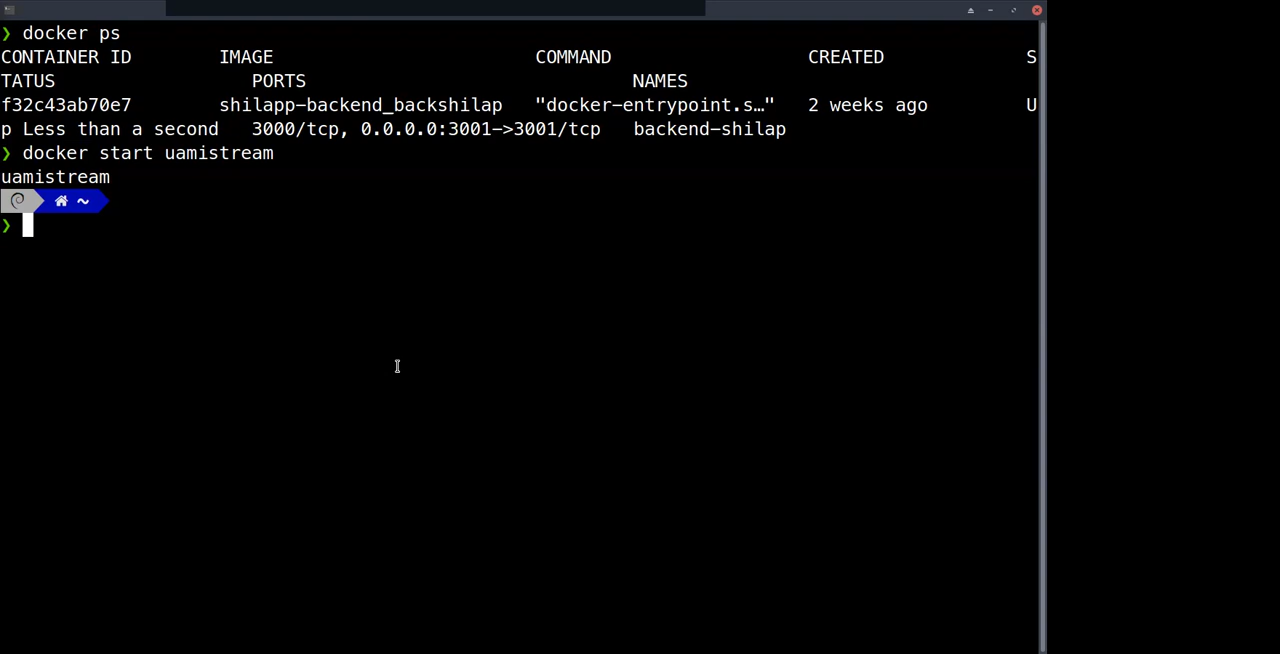 ❯ docker ps
CONTAINER ID        IMAGE                        COMMAND                  CREATED             S
TATUS                  PORTS                              NAMES
f32c43ab70e7        shilapp-backend_backshilap   "docker-entrypoint.s…"   2 weeks ago         U
p Less than a second   3000/tcp, 0.0.0.0:3001->3001/tcp   backend-shilap
❯ docker start uamistream
uamistream
~
❯